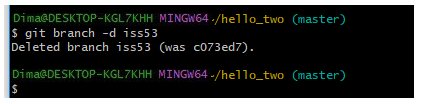 Dima@DESKTOP-KGL7KHH MINGW64 ~/hello_two (master)
$ git branch -d iss53
Deleted branch iss53 (was c073ed7).
Dima@DESKTOP-KGL7KHH MINGW64 ~/hello_two (master)
$